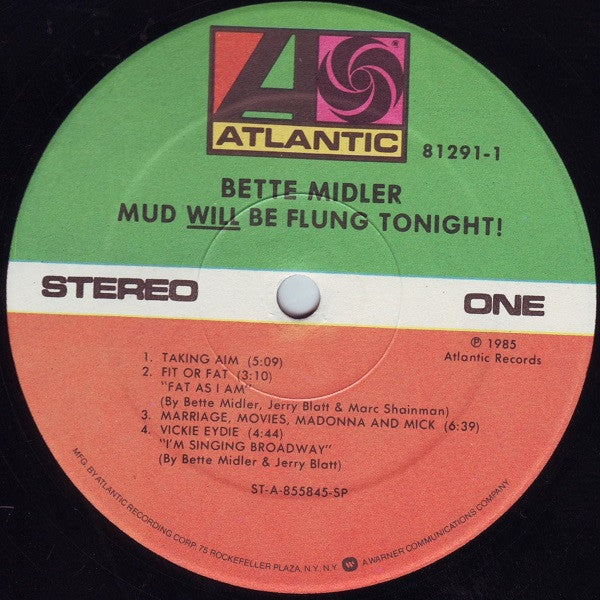 ATLANTIC
81291-1
BETTE MIDLER
MUD WILL BE FLUNG TONIGHT!
STEREO
ONE
℗ 1985
Atlantic Records
1. TAKING AIM (5:09)
2. FIT OR FAT (3:10)
"FAT AS I AM"
(By Bette Midler, Jerry Blatt & Marc Shainman)
3. MARRIAGE, MOVIES, MADONNA AND MICK (6:39)
4. VICKIE EYDIE (4:44)
"I'M SINGING BROADWAY"
(By Bette Midler & Jerry Blatt)
ST-A-855845-SP
MFG. BY ATLANTIC RECORDING CORP. 75 ROCKEFELLER PLAZA, N.Y. N.Y. A WARNER COMMUNICATIONS COMPANY